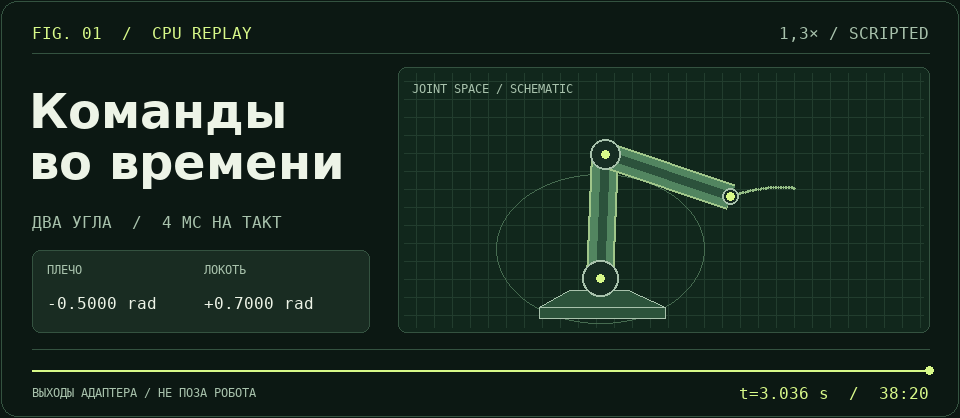 FIG. 01 / CPU REPLAY
1,3× / SCRIPTED
Команды
во времени
ДВА УГЛА / 4 МС НА ТАКТ
ПЛЕЧО
ЛОКОТЬ
-0.5000 rad
+0.7000 rad
JOINT SPACE / SCHEMATIC
ВЫХОДЫ АДАПТЕРА / НЕ ПОЗА РОБОТА
t=3.036 s / 38:20